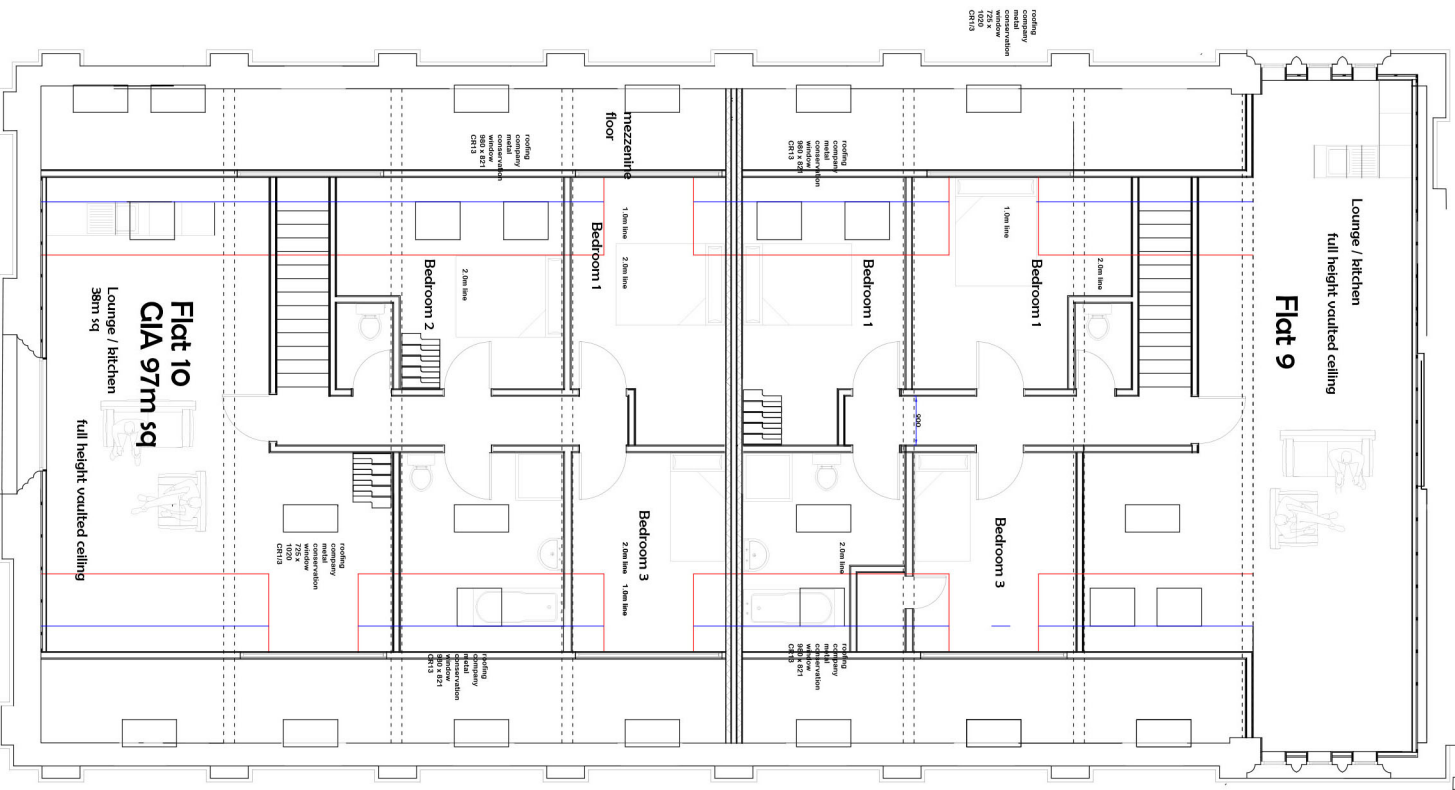 roofing
company
metal
conservation
window
725 x
1020
CR1/3
mezzenine
floor
roofing
company
metal
conservation
window
980 x 821
CR13
roofing
company
metal
conservation
window
980 x 821
CR13
Lounge / kitchen
full height vaulted ceiling
Flat 9
1.0m line
2.0m line
Bedroom 1
1.0m line
2.0m line
Bedroom 1
Bedroom 1
2.0m line
Bedroom 2
Flat 10
GIA 97m sq
Lounge / kitchen
38m sq
full height vaulted ceiling
900
Bedroom 3
2.0m line
Bedroom 3
2.0m line
1.0m line
roofing
company
metal
conservation
window
725 x
1020
CR1/3
roofing
company
metal
conservation
window
980 x 821
CR13
roofing
company
metal
conservation
window
980 x 821
CR13